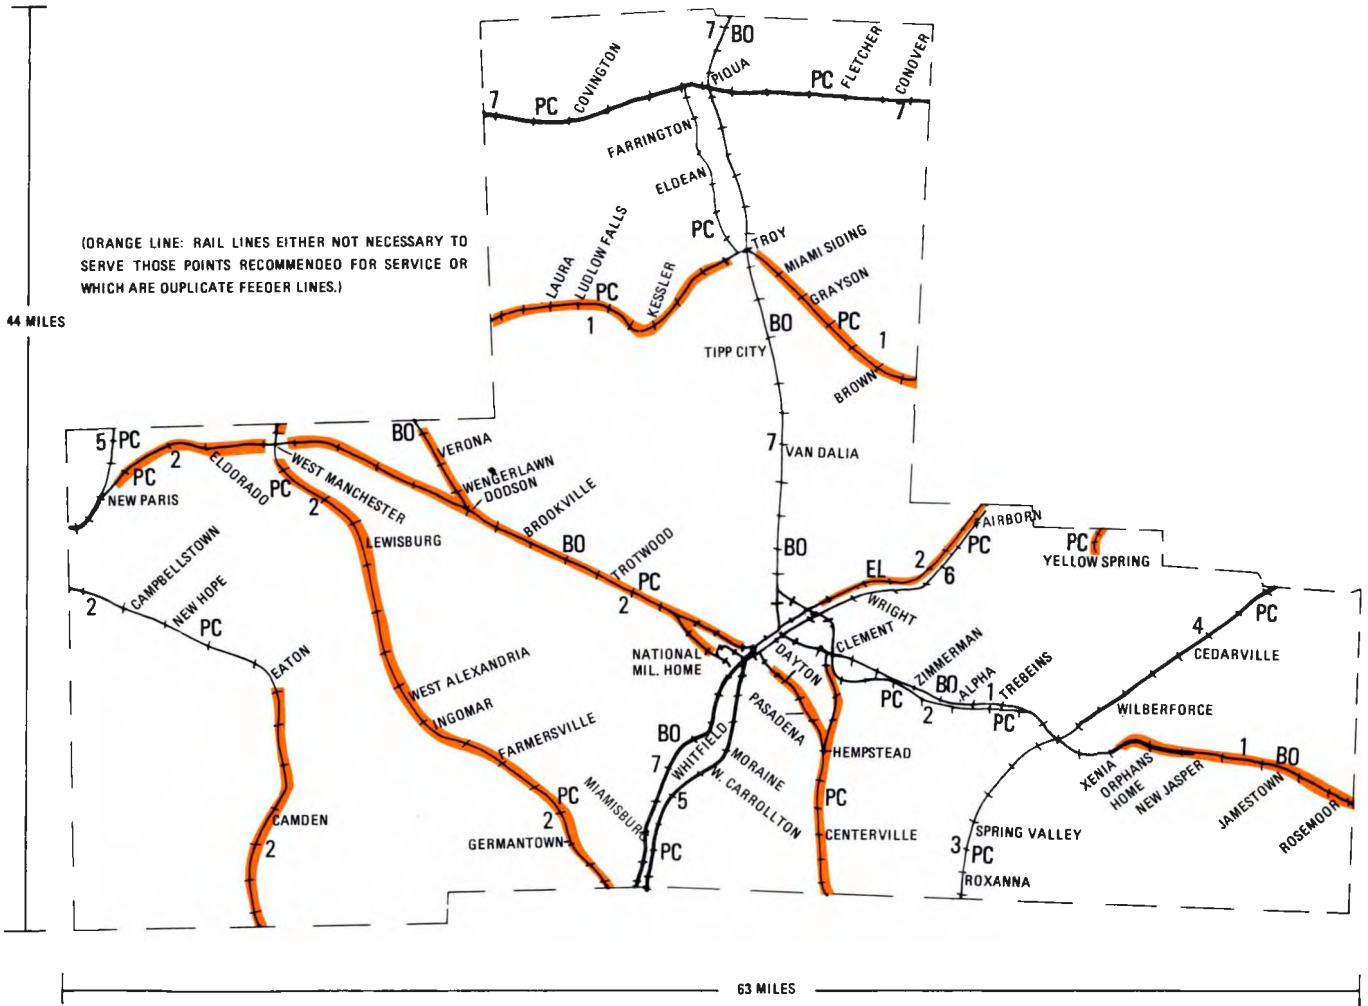 7 BO
PIQUA
COVINGTON
PC
FLETCHER
CONOVER
7
PC
7
FARRINGTON
ELDEAN
PC
TROY
(ORANGE LINE: RAIL LINES EITHER NOT NECESSARY TO
SERVE THOSE POINTS RECOMMENDED FOR SERVICE OR
WHICH ARE DUPLICATE FEEDER LINES.)
LAURA
LUDLOW FALLS
PC
KESSLER
1
MIAMI SIDING
GRAYSON
PC
1
BROWN
44 MILES
BO
TIPP CITY
7
VAN DALIA
BO
5 PC
PC
2
ELDORADO
NEW PARIS
WEST MANCHESTER
PC
2
LEWISBURG
BO
VERONA
WENGERLAWN
DODSON
BROOKVILLE
BO
TROTWOOD
PC
2
FAIRBORN
PC
EL
2
6
WRIGHT
PC
YELLOW SPRING
CAMPBELLSTOWN
2
NEW HOPE
PC
EATON
NATIONAL
MIL. HOME
DAYTON
CLEMENT
ZIMMERMAN
BO
ALPHA
1
TREBEINS
PC
2
PC
4
PC
CEDARVILLE
WILBERFORCE
WEST ALEXANDRIA
INGOMAR
FARMERSVILLE
PC
2
GERMANTOWN
CAMDEN
2
PASADENA
HEMPSTEAD
PC
CENTERVILLE
BO
7
WHITFIELD
MORAINE
W. CARROLLTON
5
MIAMISBURG
PC
XENIA
ORPHANS
HOME
NEW JASPER
1
BO
JAMESTOWN
ROSEMOOR
SPRING VALLEY
3
PC
ROXANNA
63 MILES